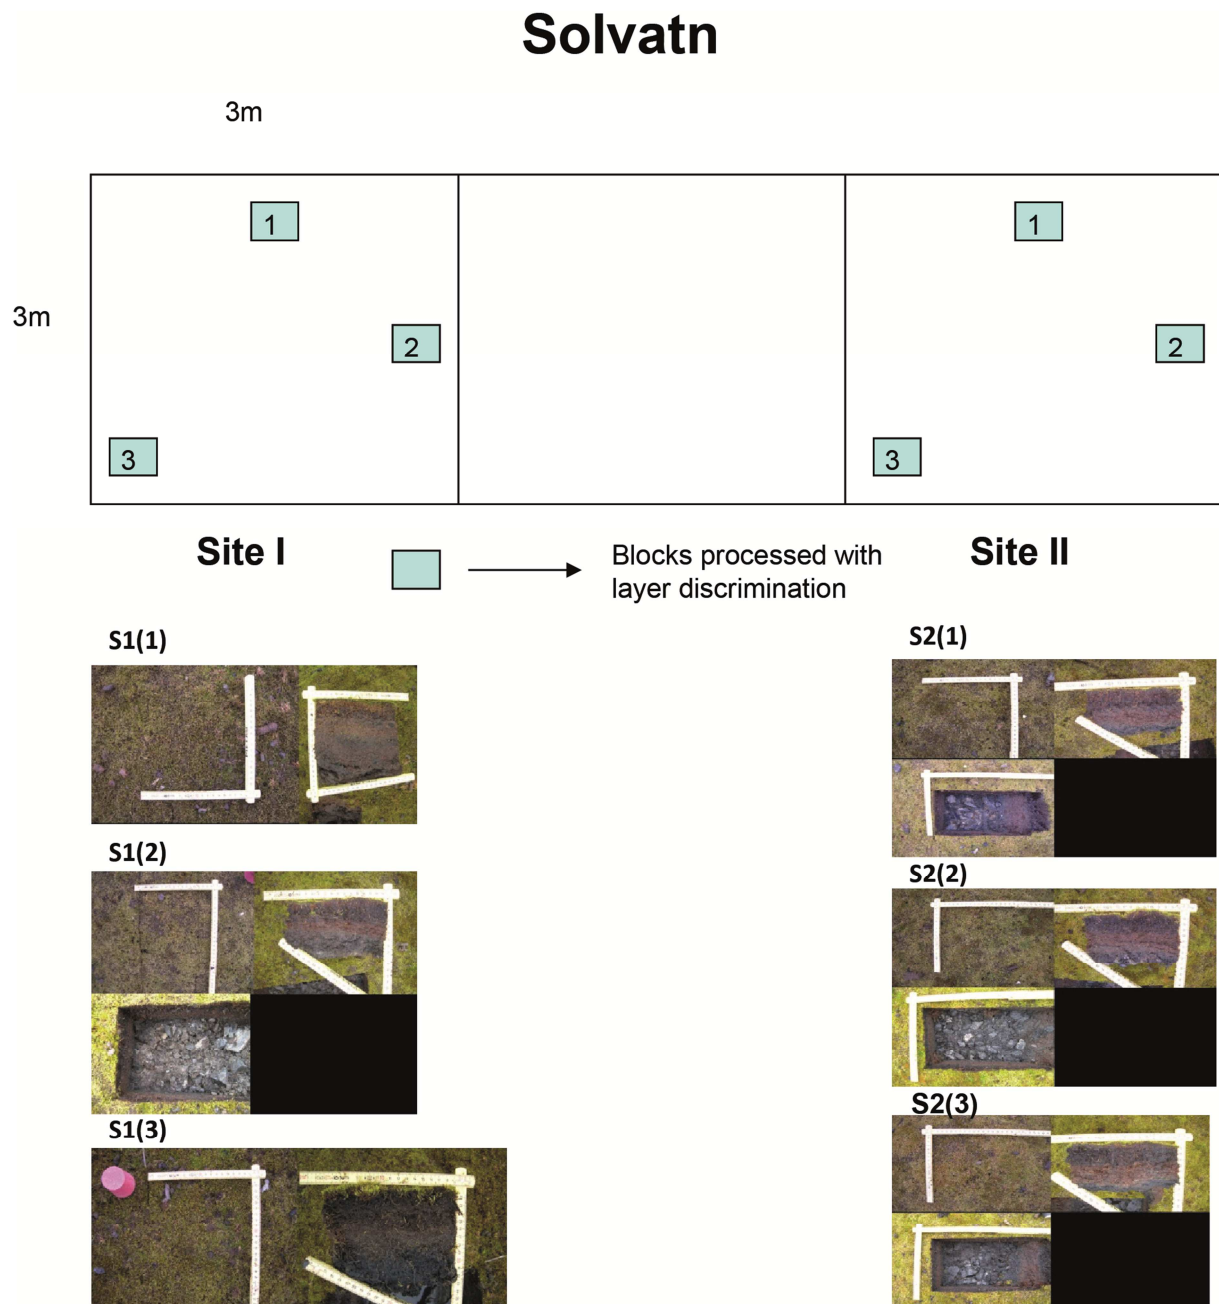 Solvatn
3m
1
1
3m
2
2
3
3
Site I
Blocks processed with
layer discrimination
Site II
S1(1)
S2(1)
S1(2)
S2(2)
S1(3)
S2(3)